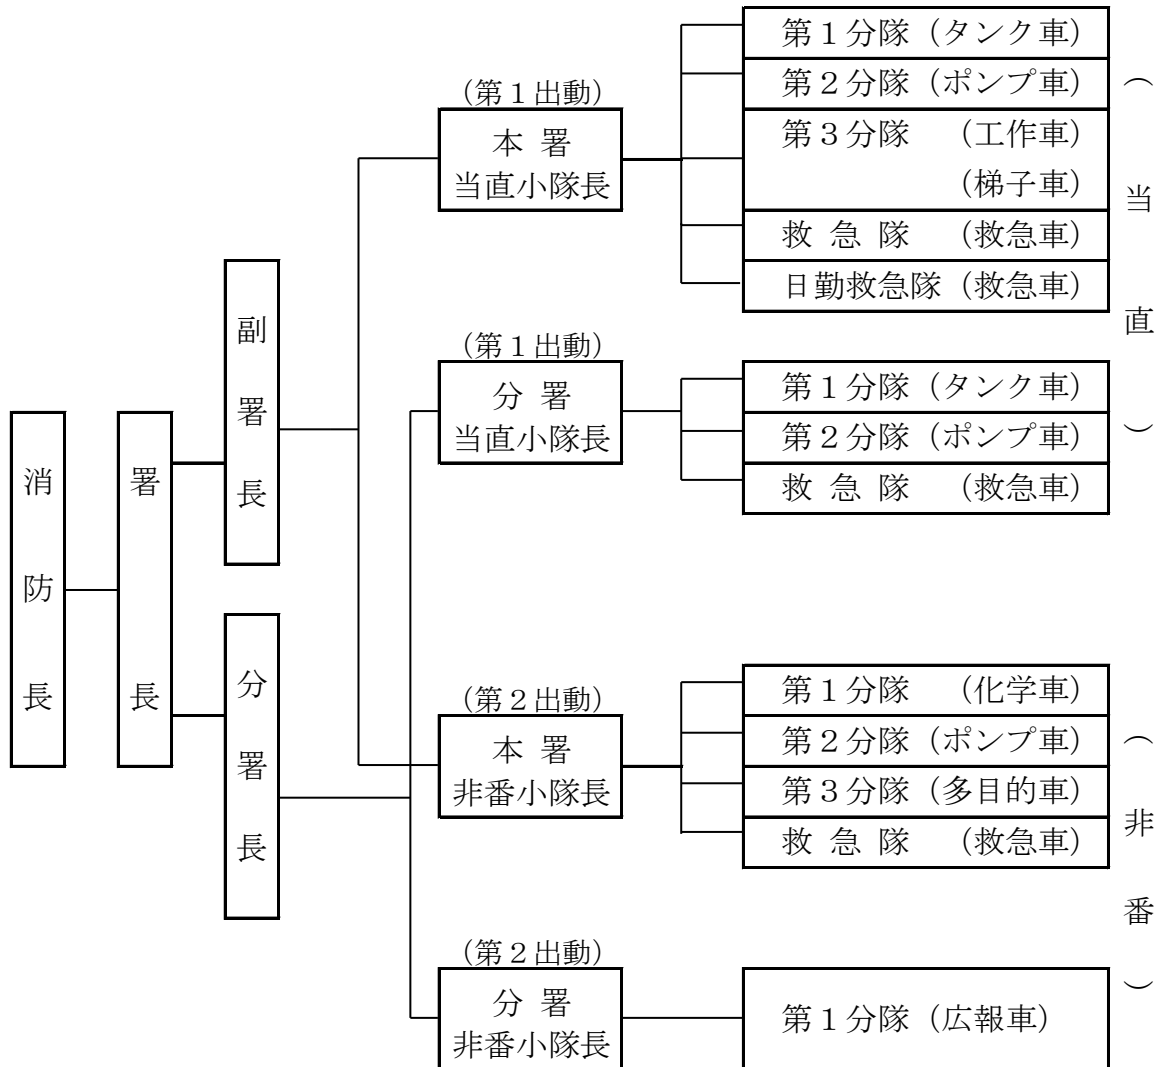 消防長
署長
副署長
分署長
（第１出動）
本 署
当直小隊長
第１分隊（タンク車）
第２分隊（ポンプ車）
第３分隊　（工作車）
（梯子車）
救 急 隊　（救急車）
日勤救急隊（救急車）
（第１出動）
分 署
当直小隊長
第１分隊（タンク車）
第２分隊（ポンプ車）
救 急 隊　（救急車）
（当直）
（第２出動）
本 署
非番小隊長
第１分隊　（化学車）
第２分隊（ポンプ車）
第３分隊（多目的車）
救 急 隊　（救急車）
（第２出動）
分 署
非番小隊長
第１分隊（広報車）
（非番）